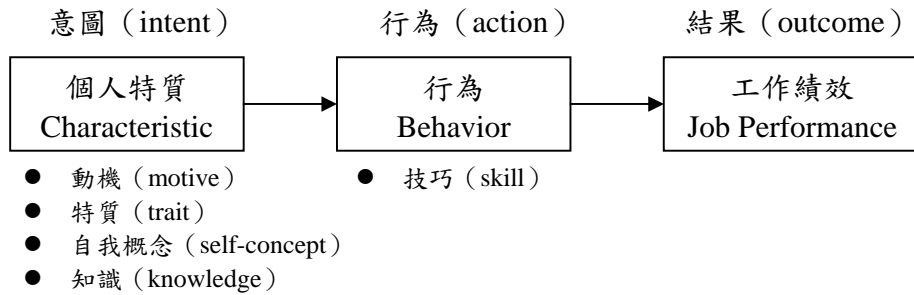 意圖（intent） 行為（action） 結果（outcome）
個人特質 行為 工作績效
Characteristic Behavior Job Performance
● 動機（motive） ● 技巧（skill）
● 特質（trait）
● 自我概念（self-concept）
● 知識（knowledge）